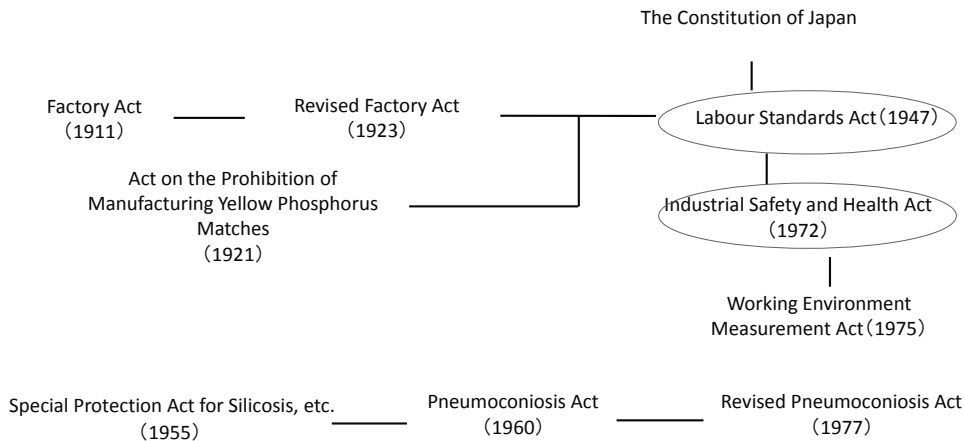 The Constitution of Japan
Factory Act
（1911）
Revised Factory Act
（1923）
Labour Standards Act（1947）
Act on the Prohibition of
Manufacturing Yellow Phosphorus
Matches
（1921）
Industrial Safety and Health Act
（1972）
Working Environment
Measurement Act（1975）
Special Protection Act for Silicosis, etc.
（1955）
Pneumoconiosis Act
（1960）
Revised Pneumoconiosis Act
（1977）